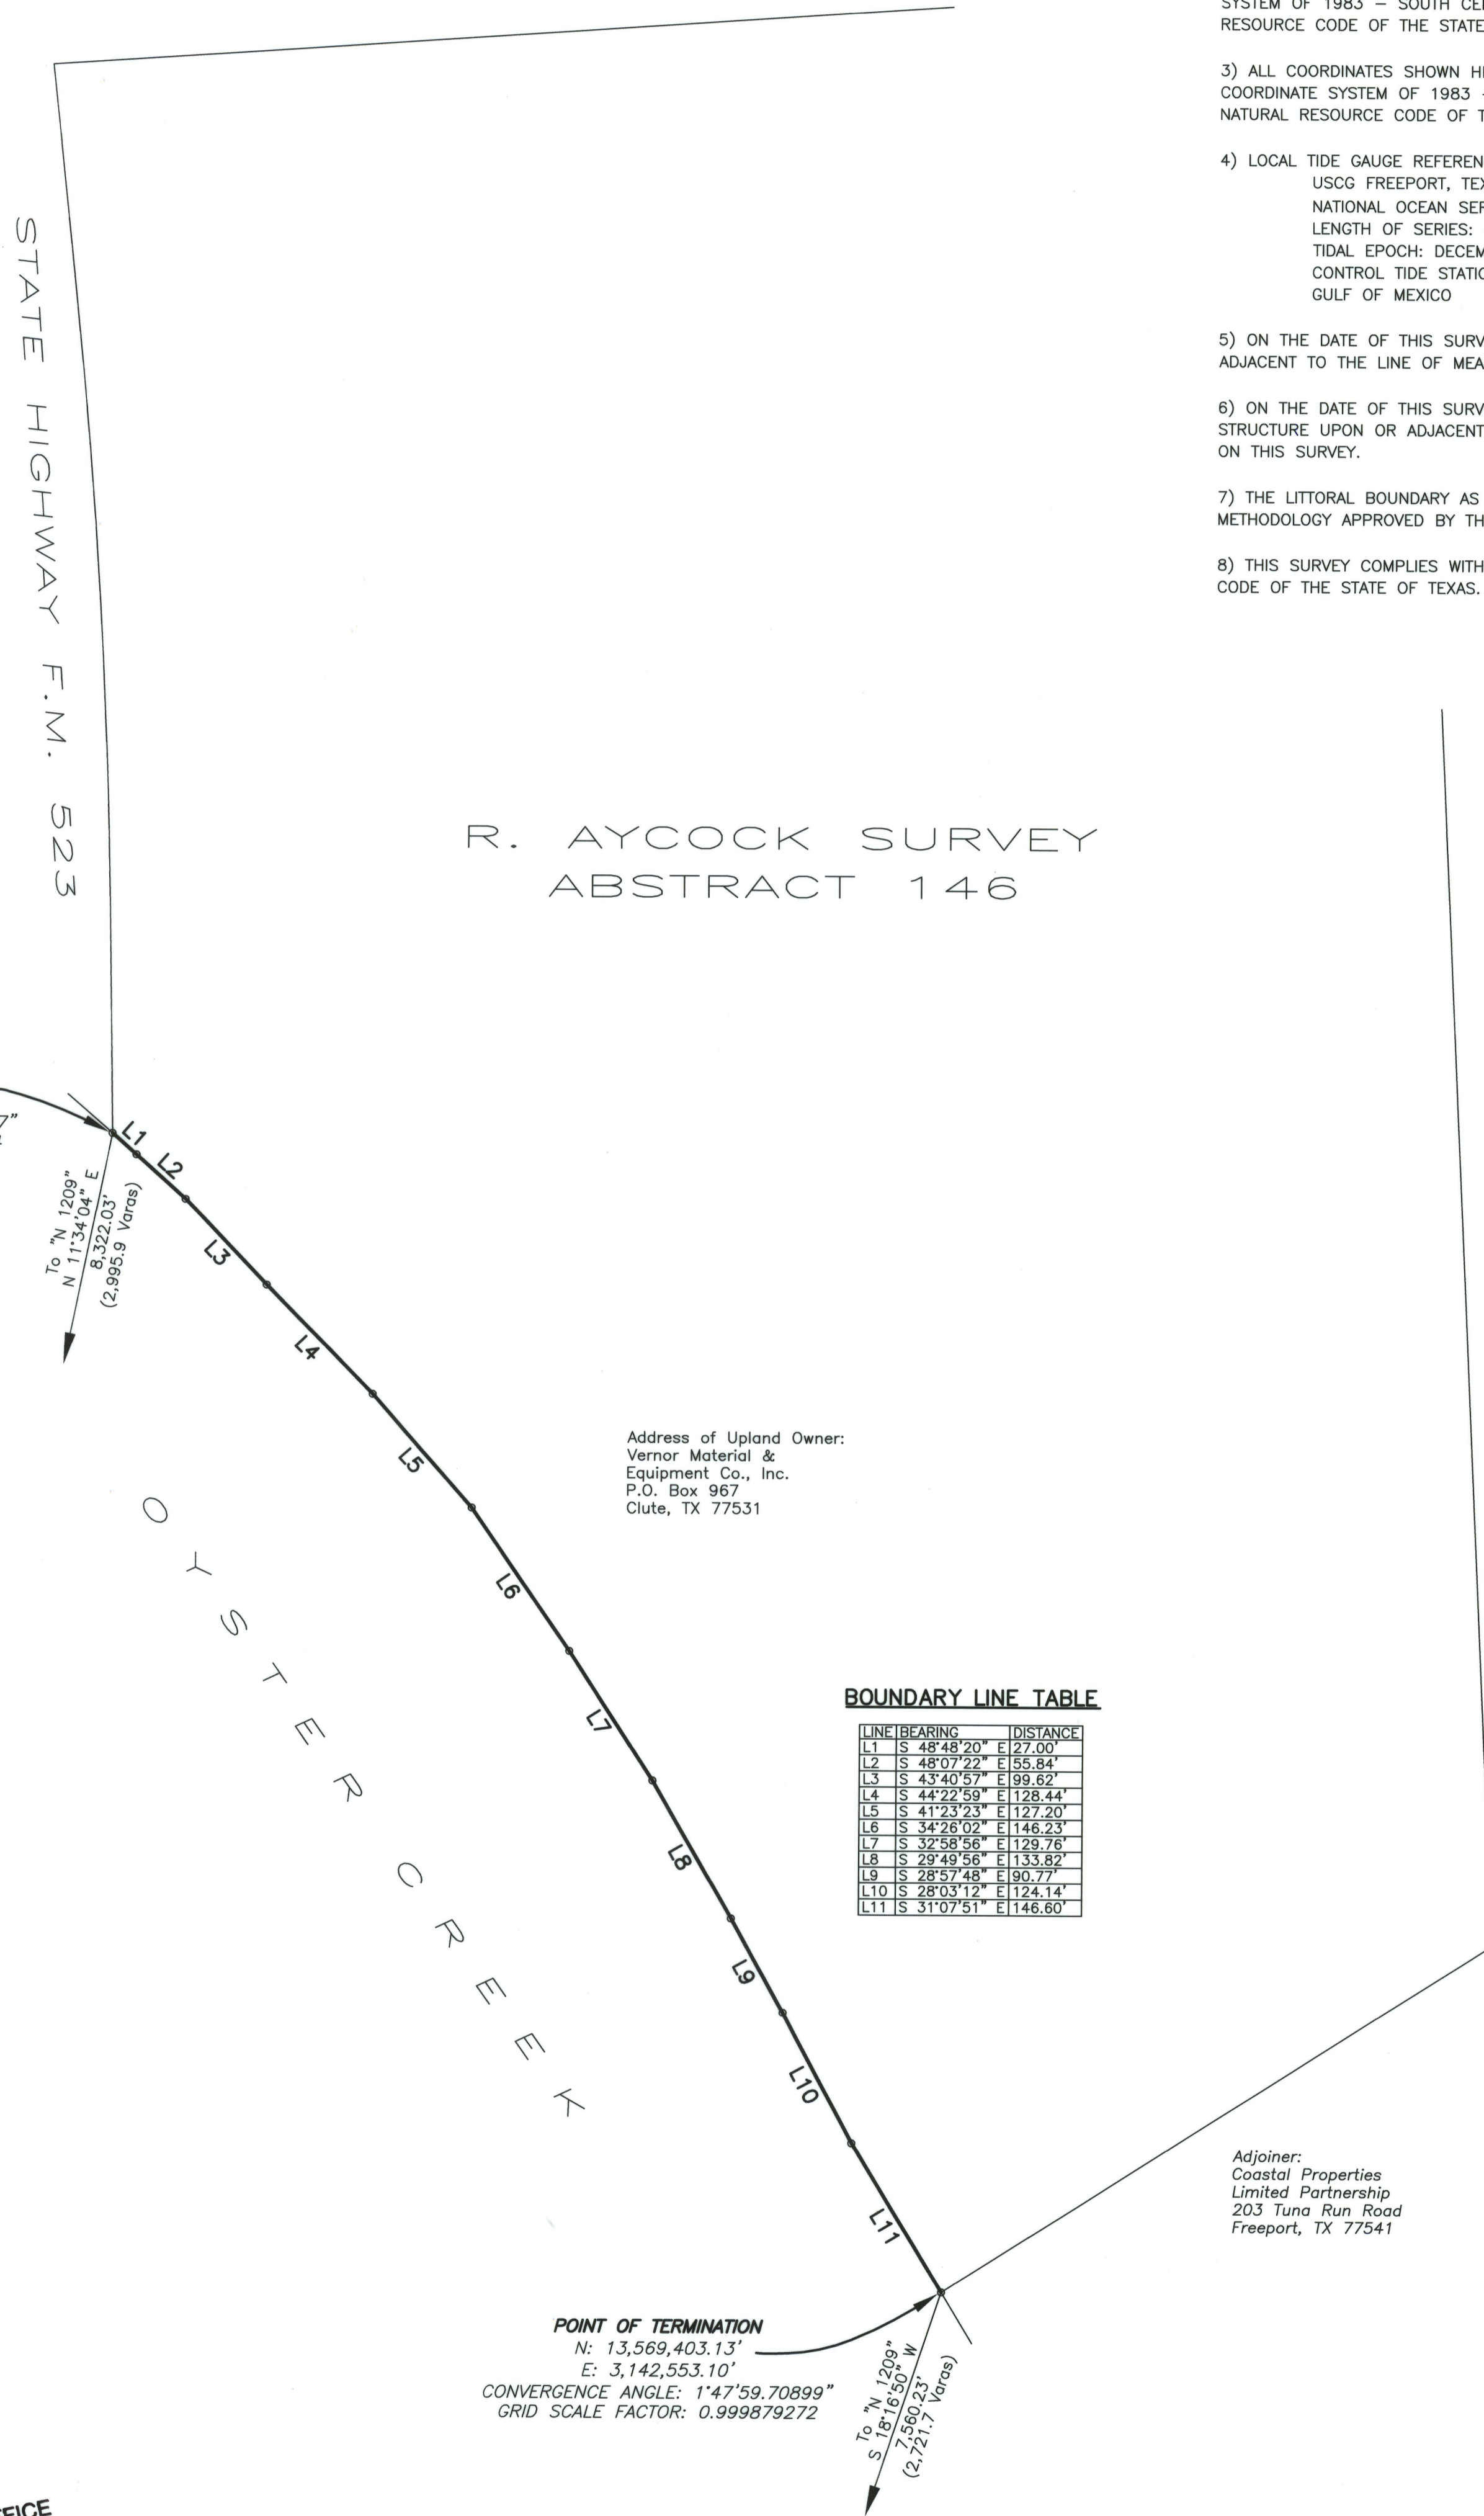 SYSTEM OF 1983 – SOUTH
RESOURCE CODE OF THE STATE
3) ALL COORDINATES SHOWN
COORDINATE SYSTEM OF 1983
NATURAL RESOURCE CODE OF
4) LOCAL TIDE GAUGE
USCG FREEPORT,
NATIONAL OCEAN
LENGTH OF SERIES:
TIDAL EPOCH:
CONTROL TIDE
GULF OF MEXICO
5) ON THE DATE OF THIS
ADJACENT TO THE LINE OF
6) ON THE DATE OF THIS
STRUCTURE UPON OR ADJACENT
ON THIS SURVEY.
7) THE LITTORAL BOUNDARY AS
METHODOLOGY APPROVED BY
8) THIS SURVEY COMPLIES WITH
CODE OF THE STATE OF TEXAS.
STATE HIGHWAY F.M. 523
R. AYCOCK SURVEY
ABSTRACT 146
7"
L1
L2
L3
L4
L5
L6
L7
L8
L9
L10
L11
To "N 1209"
N 11°34'04" E
8,322.03'
(2,995.9 Varas)
OYSTER CREEK
Address of Upland Owner:
Vernor Material &
Equipment Co., Inc.
P.O. Box 967
Clute, TX 77531
BOUNDARY LINE TABLE
LINE BEARING DISTANCE
L1 S 48°48'20" E 27.00'
L2 S 48°07'22" E 55.84'
L3 S 43°40'57" E 99.62'
L4 S 44°22'59" E 128.44'
L5 S 41°23'23" E 127.20'
L6 S 34°26'02" E 146.23'
L7 S 32°58'56" E 129.76'
L8 S 29°49'56" E 133.82'
L9 S 28°57'48" E 90.77'
L10 S 28°03'12" E 124.14'
L11 S 31°07'51" E 146.60'
Adjoiner:
Coastal Properties
Limited Partnership
203 Tuna Run Road
Freeport, TX 77541
POINT OF TERMINATION
N: 13,569,403.13'
E: 3,142,553.10'
CONVERGENCE ANGLE: 1°47'59.70899"
GRID SCALE FACTOR: 0.999879272
To "N 1209"
S 18°16'50" W
7,560.23'
(2,721.7 Varas)